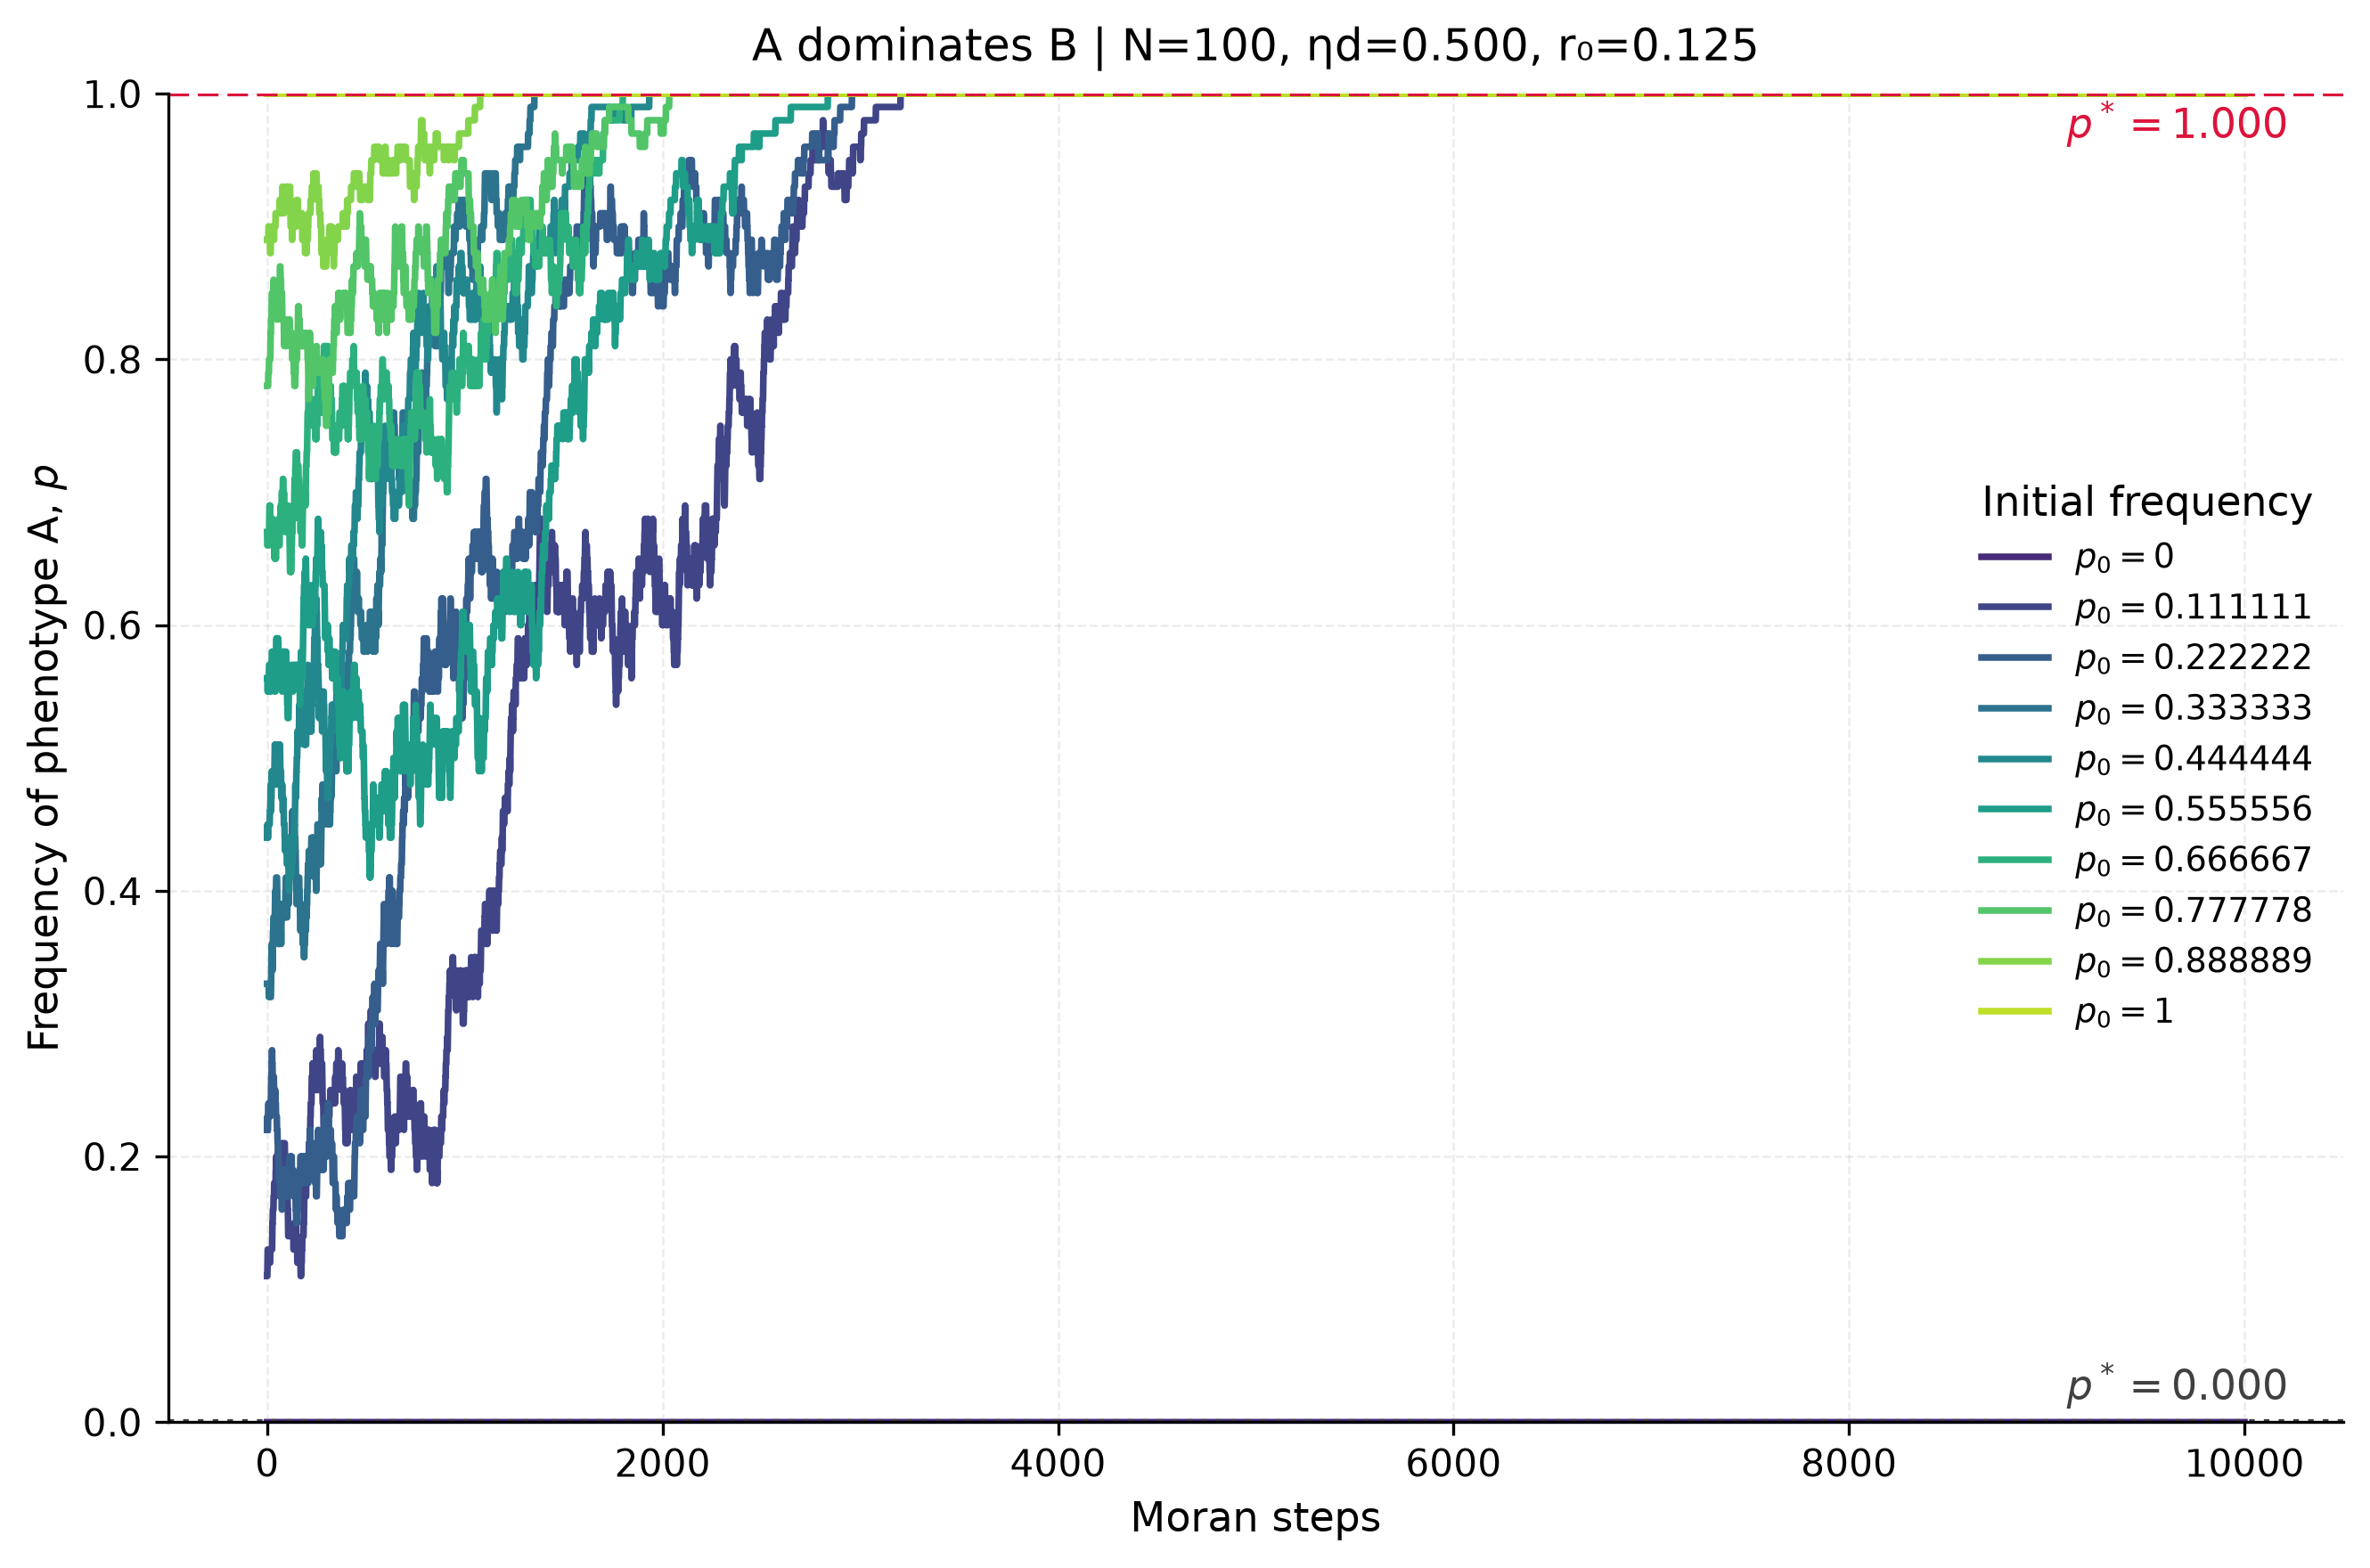 A dominates B | N=100, ηd=0.500, r₀=0.125
Frequency of phenotype A, p
1.0
0.8
0.6
0.4
0.2
0.0
p* = 1.000
Initial frequency
p₀ = 0
p₀ = 0.111111
p₀ = 0.222222
p₀ = 0.333333
p₀ = 0.444444
p₀ = 0.555556
p₀ = 0.666667
p₀ = 0.777778
p₀ = 0.888889
p₀ = 1
p* = 0.000
0 2000 4000 6000 8000 10000
Moran steps